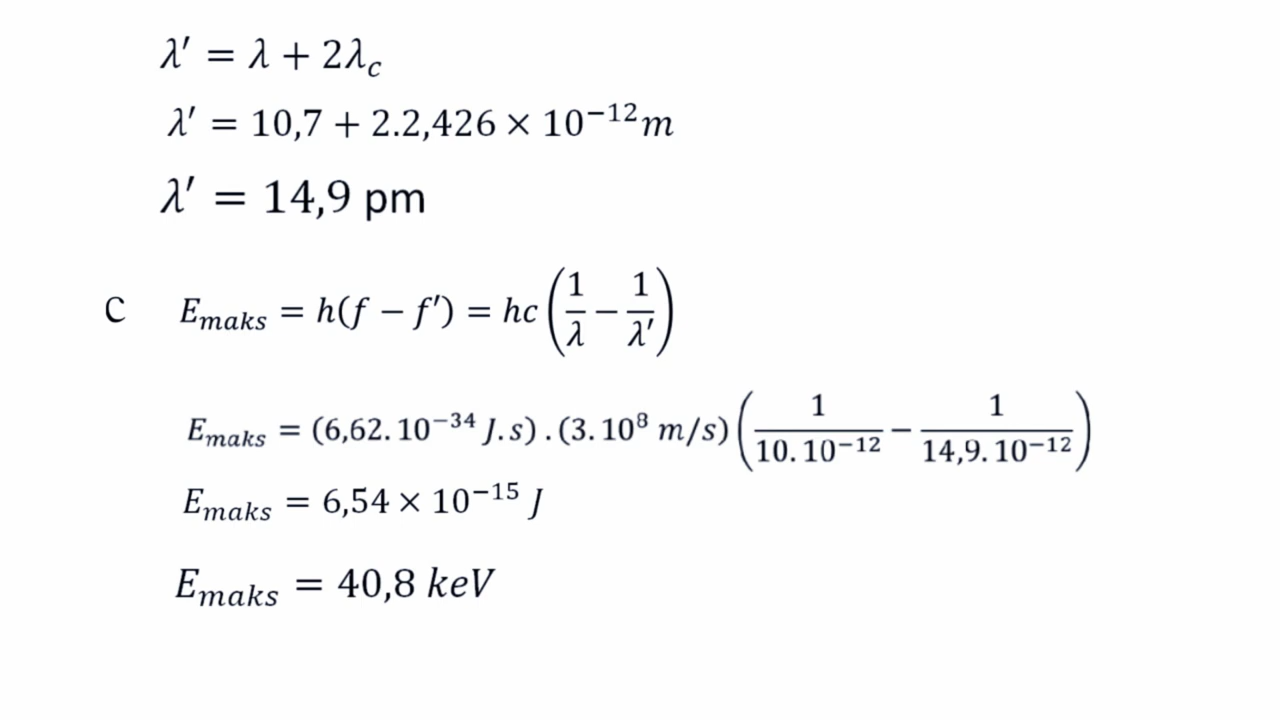 λ′ = λ + 2λ_c
λ′ = 10,7 + 2.2,426 × 10⁻¹² m
λ′ = 14,9 pm
C E_maks = h(f − f′) = hc(1/λ − 1/λ′)
E_maks = (6,62. 10⁻³⁴ J.s) . (3. 10⁸ m/s) (1/(10. 10⁻¹²) − 1/(14,9. 10⁻¹²))
E_maks = 6,54 × 10⁻¹⁵ J
E_maks = 40,8 keV